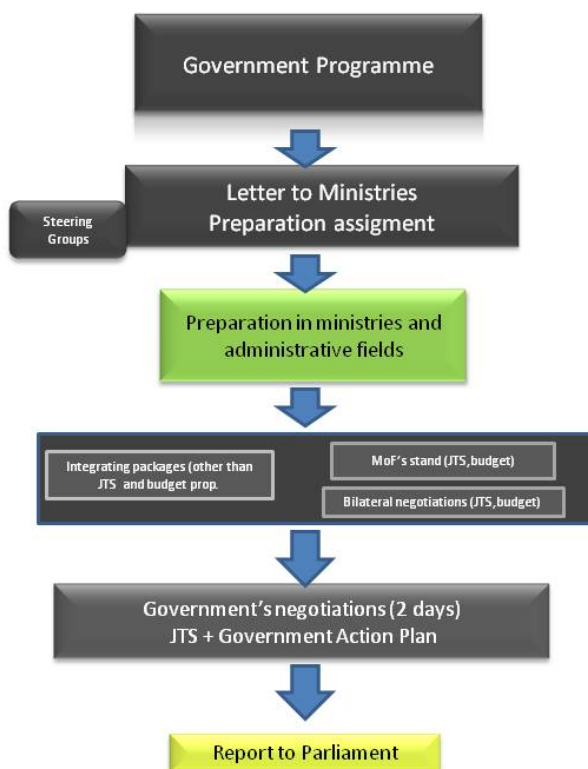 Government Programme
Letter to Ministries
Preparation assigment
Steering
Groups
Preparation in ministries and
administrative fields
Integrating packages (other than
JTS and budget prop.
MoF's stand (JTS,budget)
Bilateral negotiations (JTS,budget)
Government's negotiations (2 days)
JTS + Government Action Plan
Report to Parliament